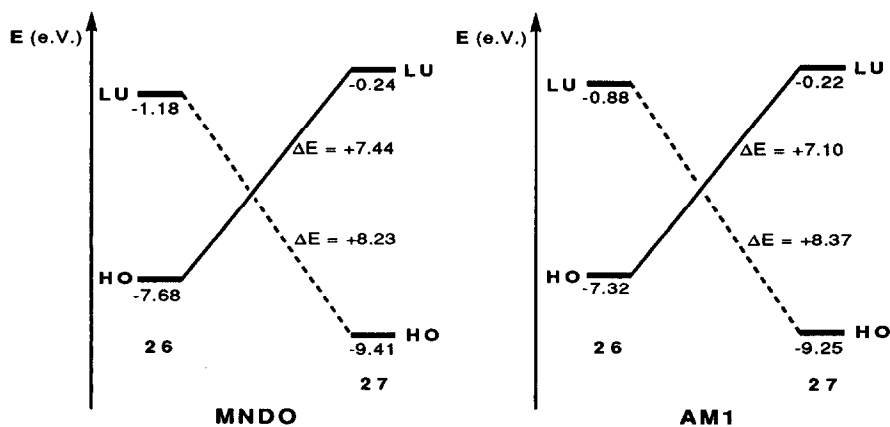 E (e.V.)
LU
-1.18
-0.24
LU
ΔE = +7.44
ΔE = +8.23
HO
-7.68
-9.41
HO
26
27
MNDO
E (e.V.)
LU
-0.88
-0.22
LU
ΔE = +7.10
ΔE = +8.37
HO
-7.32
-9.25
HO
26
27
AM1